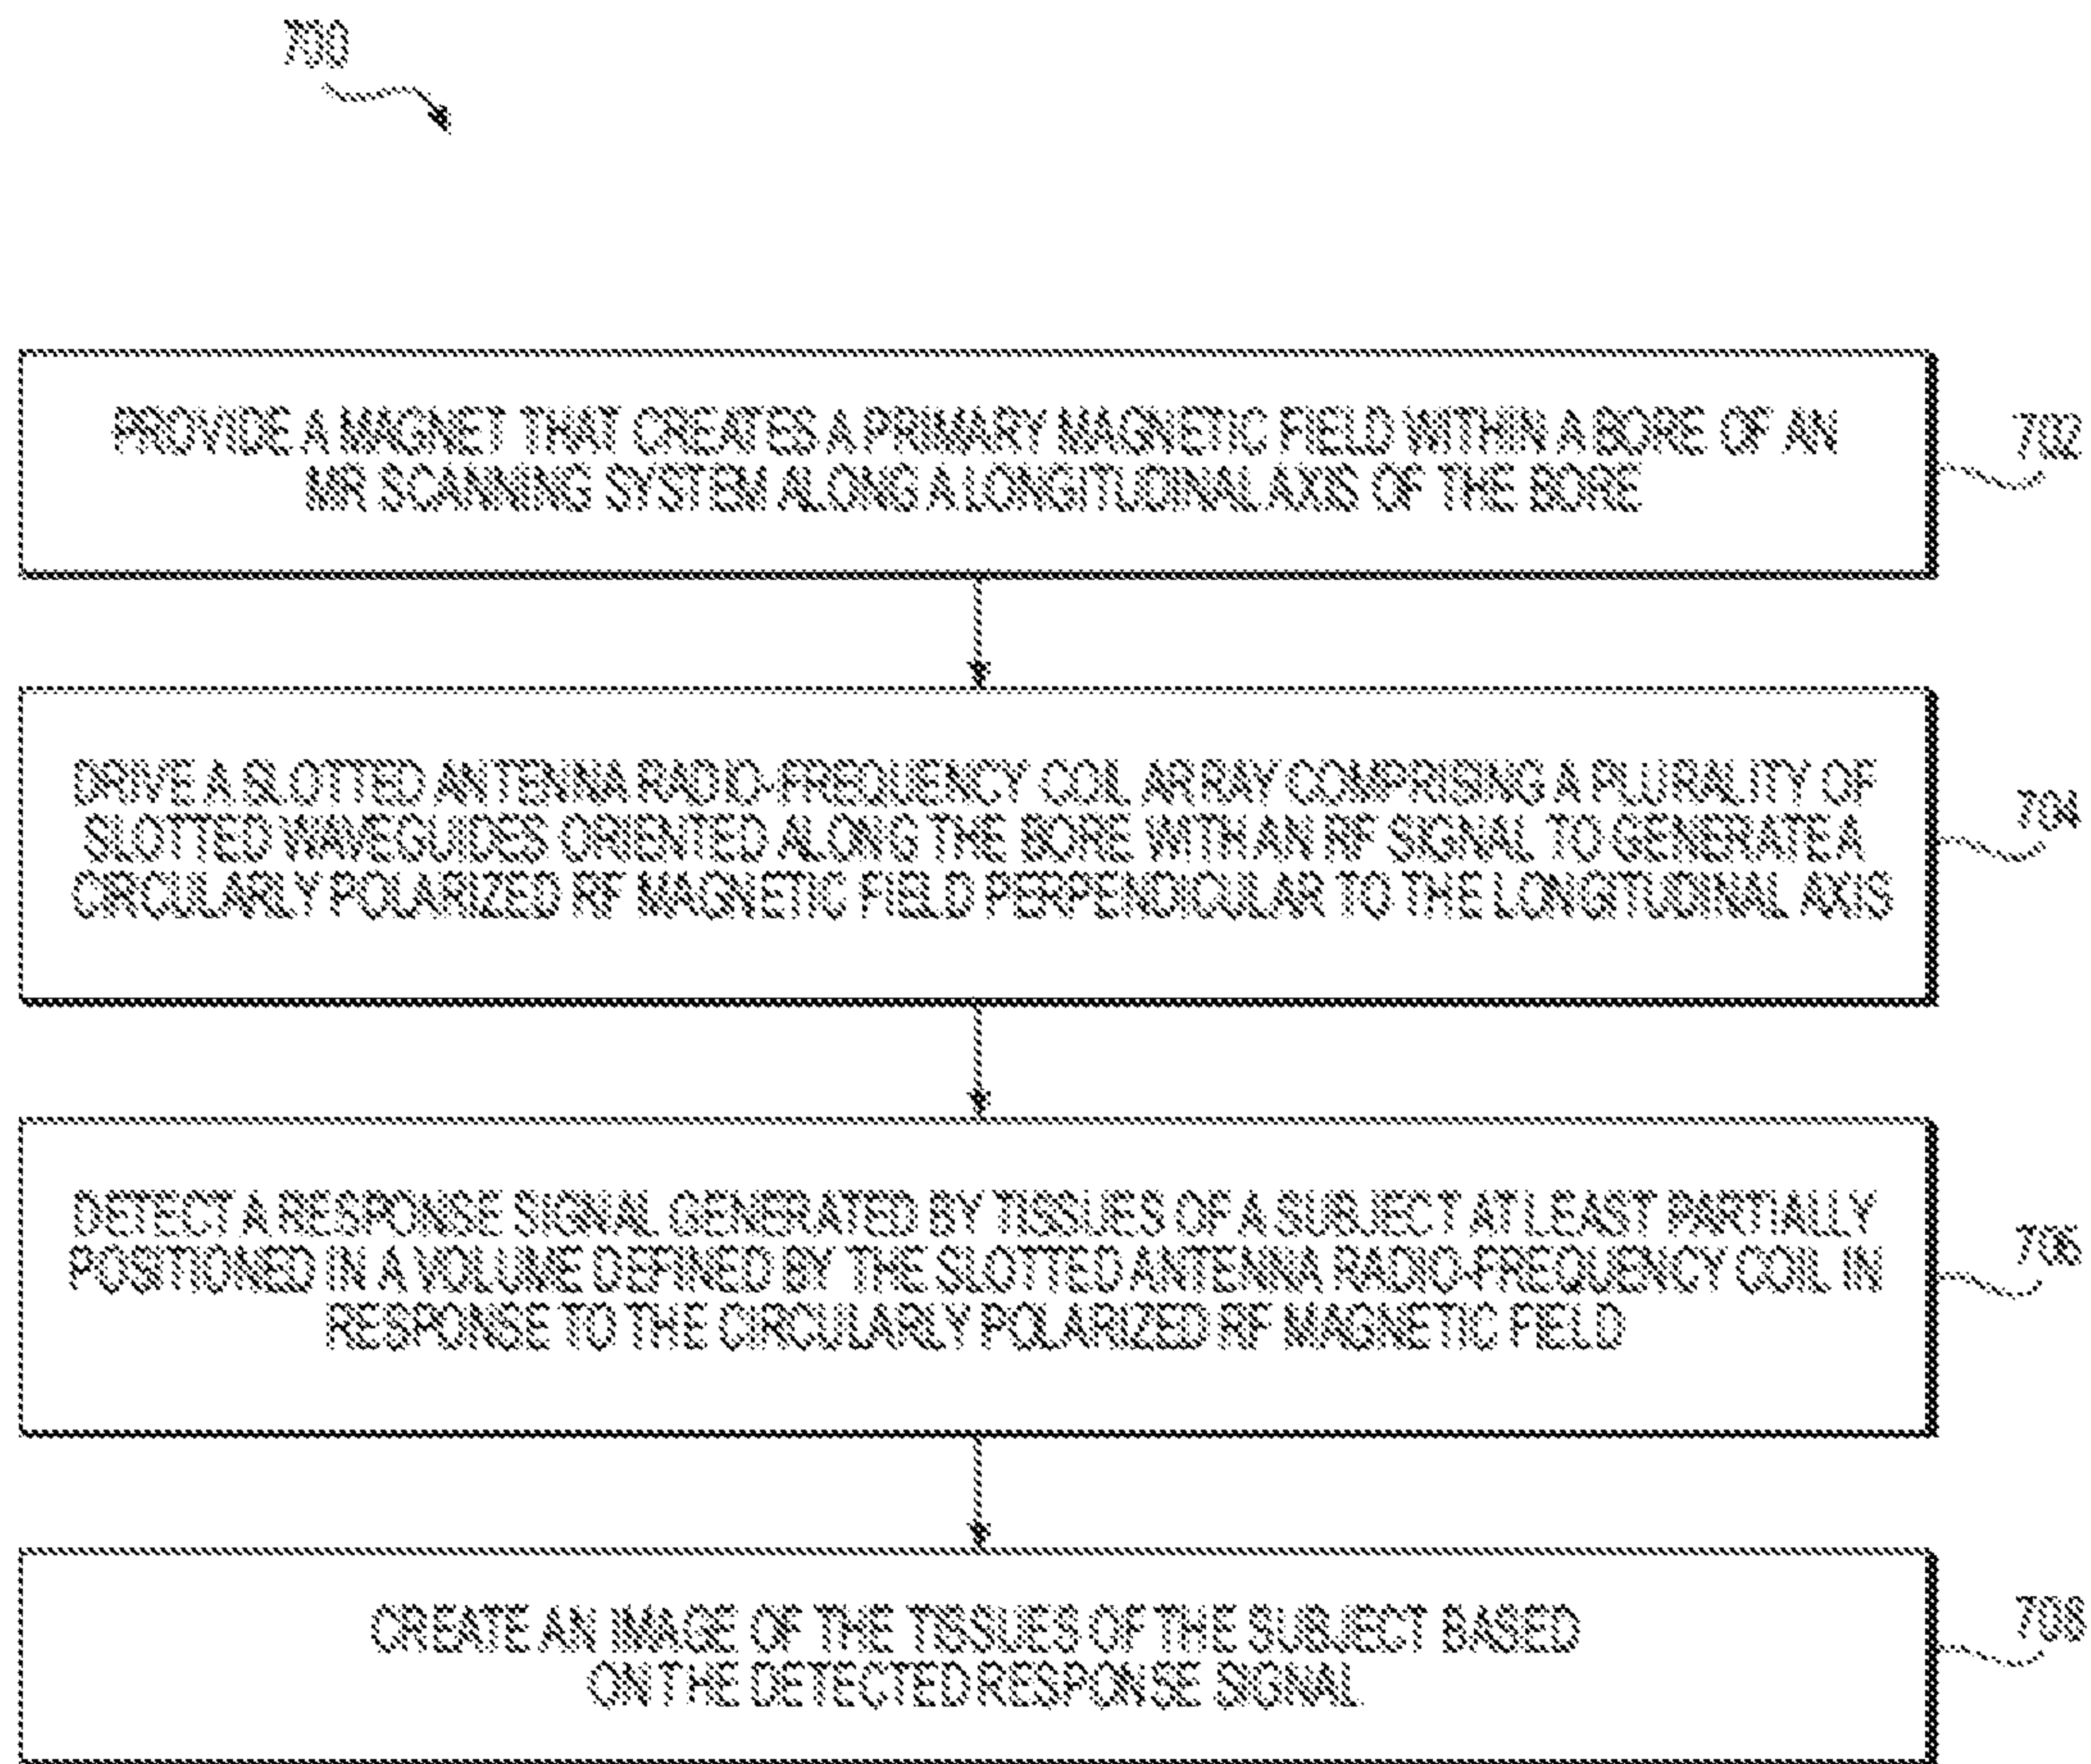 700
PROVIDE A MAGNET THAT CREATES A PRIMARY MAGNETIC FIELD WITHIN A BORE OF AN
MR SCANNING SYSTEM ALONG A LONGITUDINAL AXIS OF THE BORE
702
DRIVE A SLOTTED ANTENNA RADIO-FREQUENCY COIL ARRAY COMPRISING A PLURALITY OF
SLOTTED WAVEGUIDES ORIENTED ALONG THE BORE WITH AN RF SIGNAL TO GENERATE A
CIRCULARLY POLARIZED RF MAGNETIC FIELD PERPENDICULAR TO THE LONGITUDINAL AXIS
704
DETECT A RESPONSE SIGNAL GENERATED BY TISSUES OF A SUBJECT AT LEAST PARTIALLY
POSITIONED IN A VOLUME DEFINED BY THE SLOTTED ANTENNA RADIO-FREQUENCY COIL IN
RESPONSE TO THE CIRCULARLY POLARIZED RF MAGNETIC FIELD
706
CREATE AN IMAGE OF THE TISSUES OF THE SUBJECT BASED
ON THE DETECTED RESPONSE SIGNAL
708